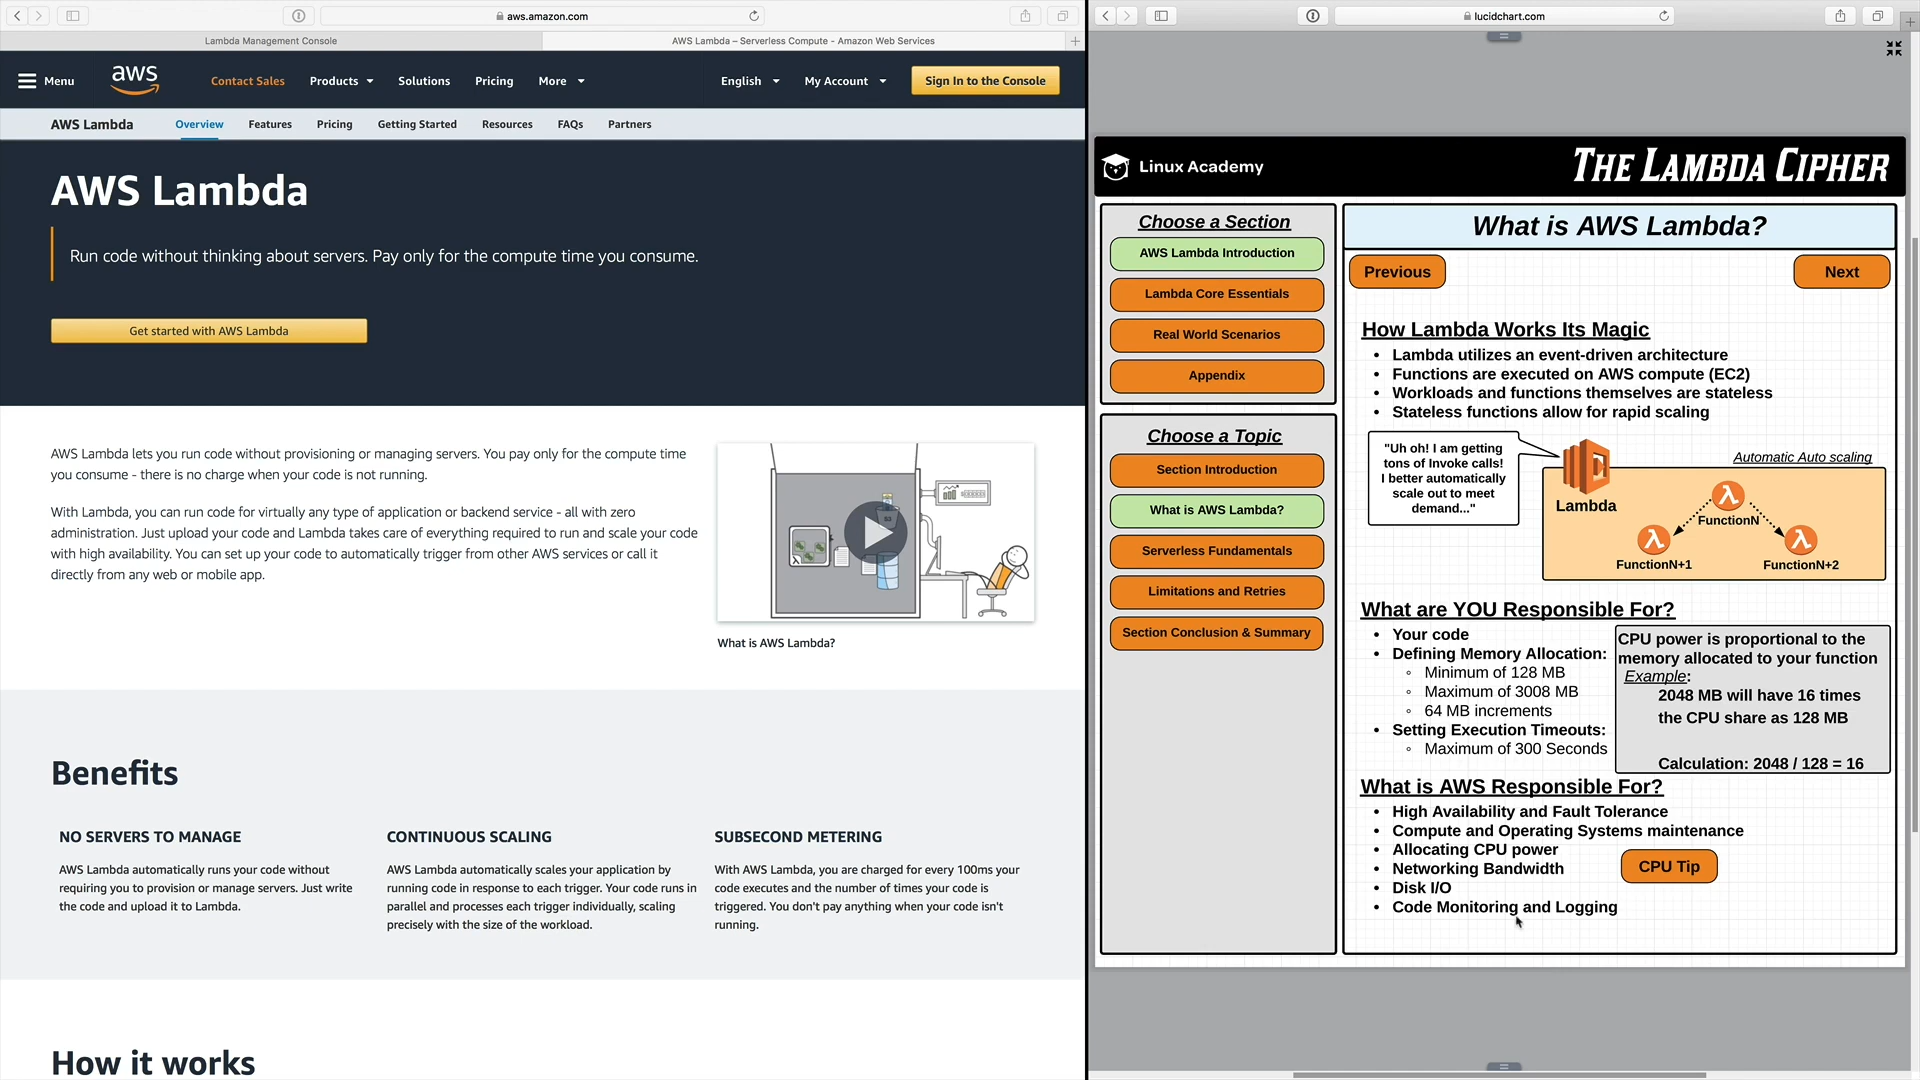 aws.amazon.com
Lambda Management Console
AWS Lambda – Serverless Compute - Amazon Web Services
Menu
aws
Contact Sales
Products
Solutions
Pricing
More
English
My Account
Sign In to the Console
AWS Lambda
Overview
Features
Pricing
Getting Started
Resources
FAQs
Partners
AWS Lambda
Run code without thinking about servers. Pay only for the compute time you consume.
Get started with AWS Lambda
AWS Lambda lets you run code without provisioning or managing servers. You pay only for the compute time
you consume - there is no charge when your code is not running.
With Lambda, you can run code for virtually any type of application or backend service - all with zero
administration. Just upload your code and Lambda takes care of everything required to run and scale your code
with high availability. You can set up your code to automatically trigger from other AWS services or call it
directly from any web or mobile app.
What is AWS Lambda?
Benefits
NO SERVERS TO MANAGE
AWS Lambda automatically runs your code without
requiring you to provision or manage servers. Just write
the code and upload it to Lambda.
CONTINUOUS SCALING
AWS Lambda automatically scales your application by
running code in response to each trigger. Your code runs in
parallel and processes each trigger individually, scaling
precisely with the size of the workload.
SUBSECOND METERING
With AWS Lambda, you are charged for every 100ms your
code executes and the number of times your code is
triggered. You don't pay anything when your code isn't
running.
How it works
lucidchart.com
Linux Academy
THE LAMBDA CIPHER
Choose a Section
AWS Lambda Introduction
Lambda Core Essentials
Real World Scenarios
Appendix
Choose a Topic
Section Introduction
What is AWS Lambda?
Serverless Fundamentals
Limitations and Retries
Section Conclusion & Summary
What is AWS Lambda?
Previous
Next
How Lambda Works Its Magic
• Lambda utilizes an event-driven architecture
• Functions are executed on AWS compute (EC2)
• Workloads and functions themselves are stateless
• Stateless functions allow for rapid scaling
"Uh oh! I am getting
tons of Invoke calls!
I better automatically
scale out to meet
demand..."
Lambda
Automatic Auto scaling
FunctionN
FunctionN+1
FunctionN+2
What are YOU Responsible For?
• Your code
• Defining Memory Allocation:
◦ Minimum of 128 MB
◦ Maximum of 3008 MB
◦ 64 MB increments
• Setting Execution Timeouts:
◦ Maximum of 300 Seconds
CPU power is proportional to the
memory allocated to your function
Example:
2048 MB will have 16 times
the CPU share as 128 MB
Calculation: 2048 / 128 = 16
What is AWS Responsible For?
• High Availability and Fault Tolerance
• Compute and Operating Systems maintenance
• Allocating CPU power
• Networking Bandwidth
• Disk I/O
• Code Monitoring and Logging
CPU Tip